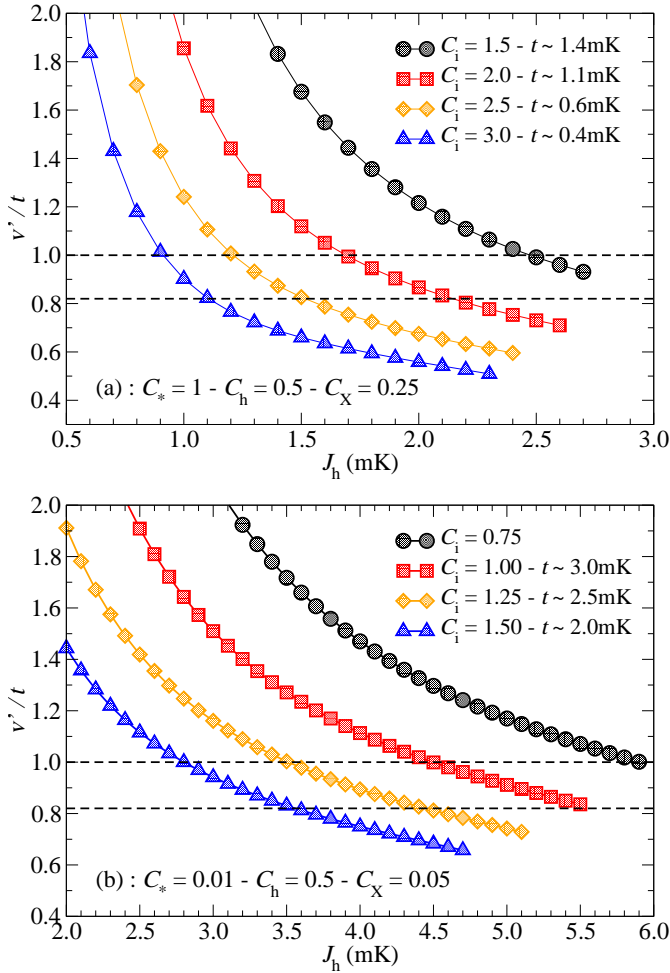 2.0
1.8
1.6
1.4
1.2
1.0
0.8
0.6
0.4
v’ / t
C_i = 1.5 - t ~ 1.4mK
C_i = 2.0 - t ~ 1.1mK
C_i = 2.5 - t ~ 0.6mK
C_i = 3.0 - t ~ 0.4mK
(a) : C_* = 1 - C_h = 0.5 - C_X = 0.25
0.5 1.0 1.5 2.0 2.5 3.0
J_h (mK)
2.0
1.8
1.6
1.4
1.2
1.0
0.8
0.6
0.4
v’ / t
C_i = 0.75
C_i = 1.00 - t ~ 3.0mK
C_i = 1.25 - t ~ 2.5mK
C_i = 1.50 - t ~ 2.0mK
(b) : C_* = 0.01 - C_h = 0.5 - C_X = 0.05
2.0 2.5 3.0 3.5 4.0 4.5 5.0 5.5 6.0
J_h (mK)